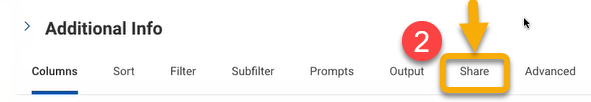 Additional Info
2
Columns Sort Filter Subfilter Prompts Output Share Advanced